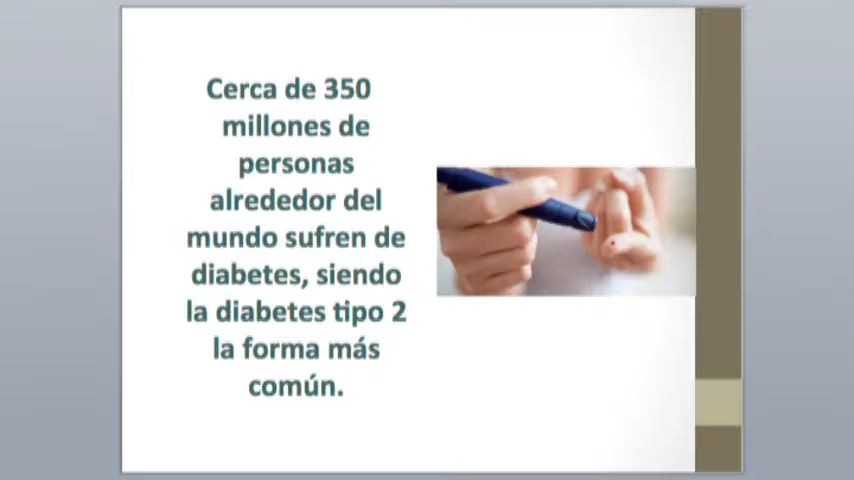 Cerca de 350
millones de
personas
alrededor del
mundo sufren de
diabetes, siendo
la diabetes tipo 2
la forma más
común.